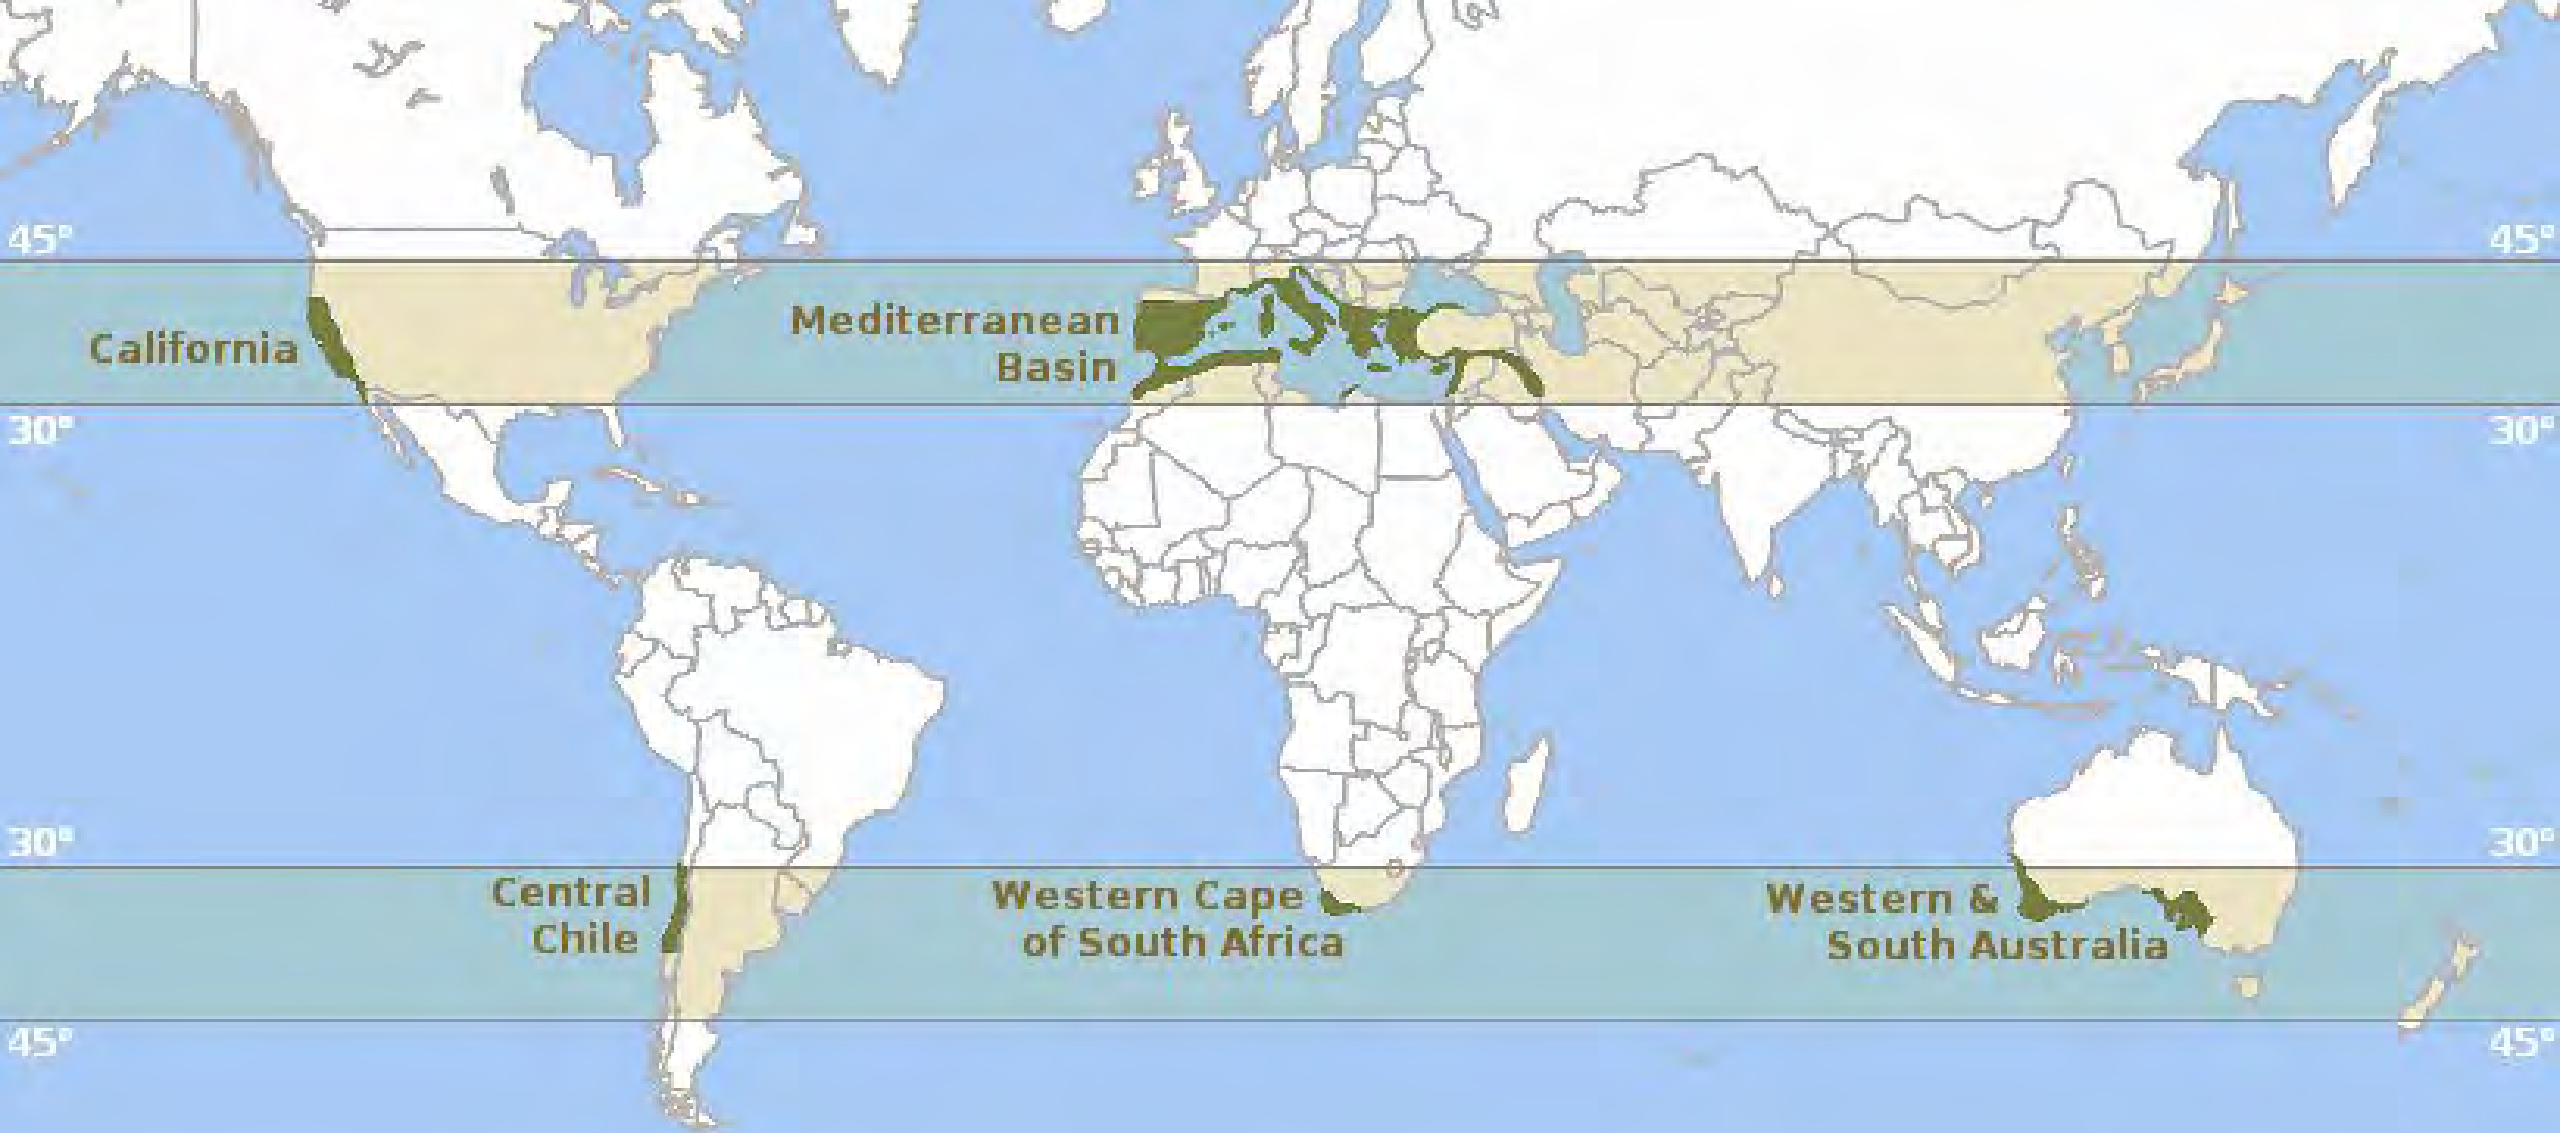 45°
45°
California
Mediterranean
Basin
30°
30°
30°
30°
Central
Chile
Western Cape
of South Africa
Western &
South Australia
45°
45°